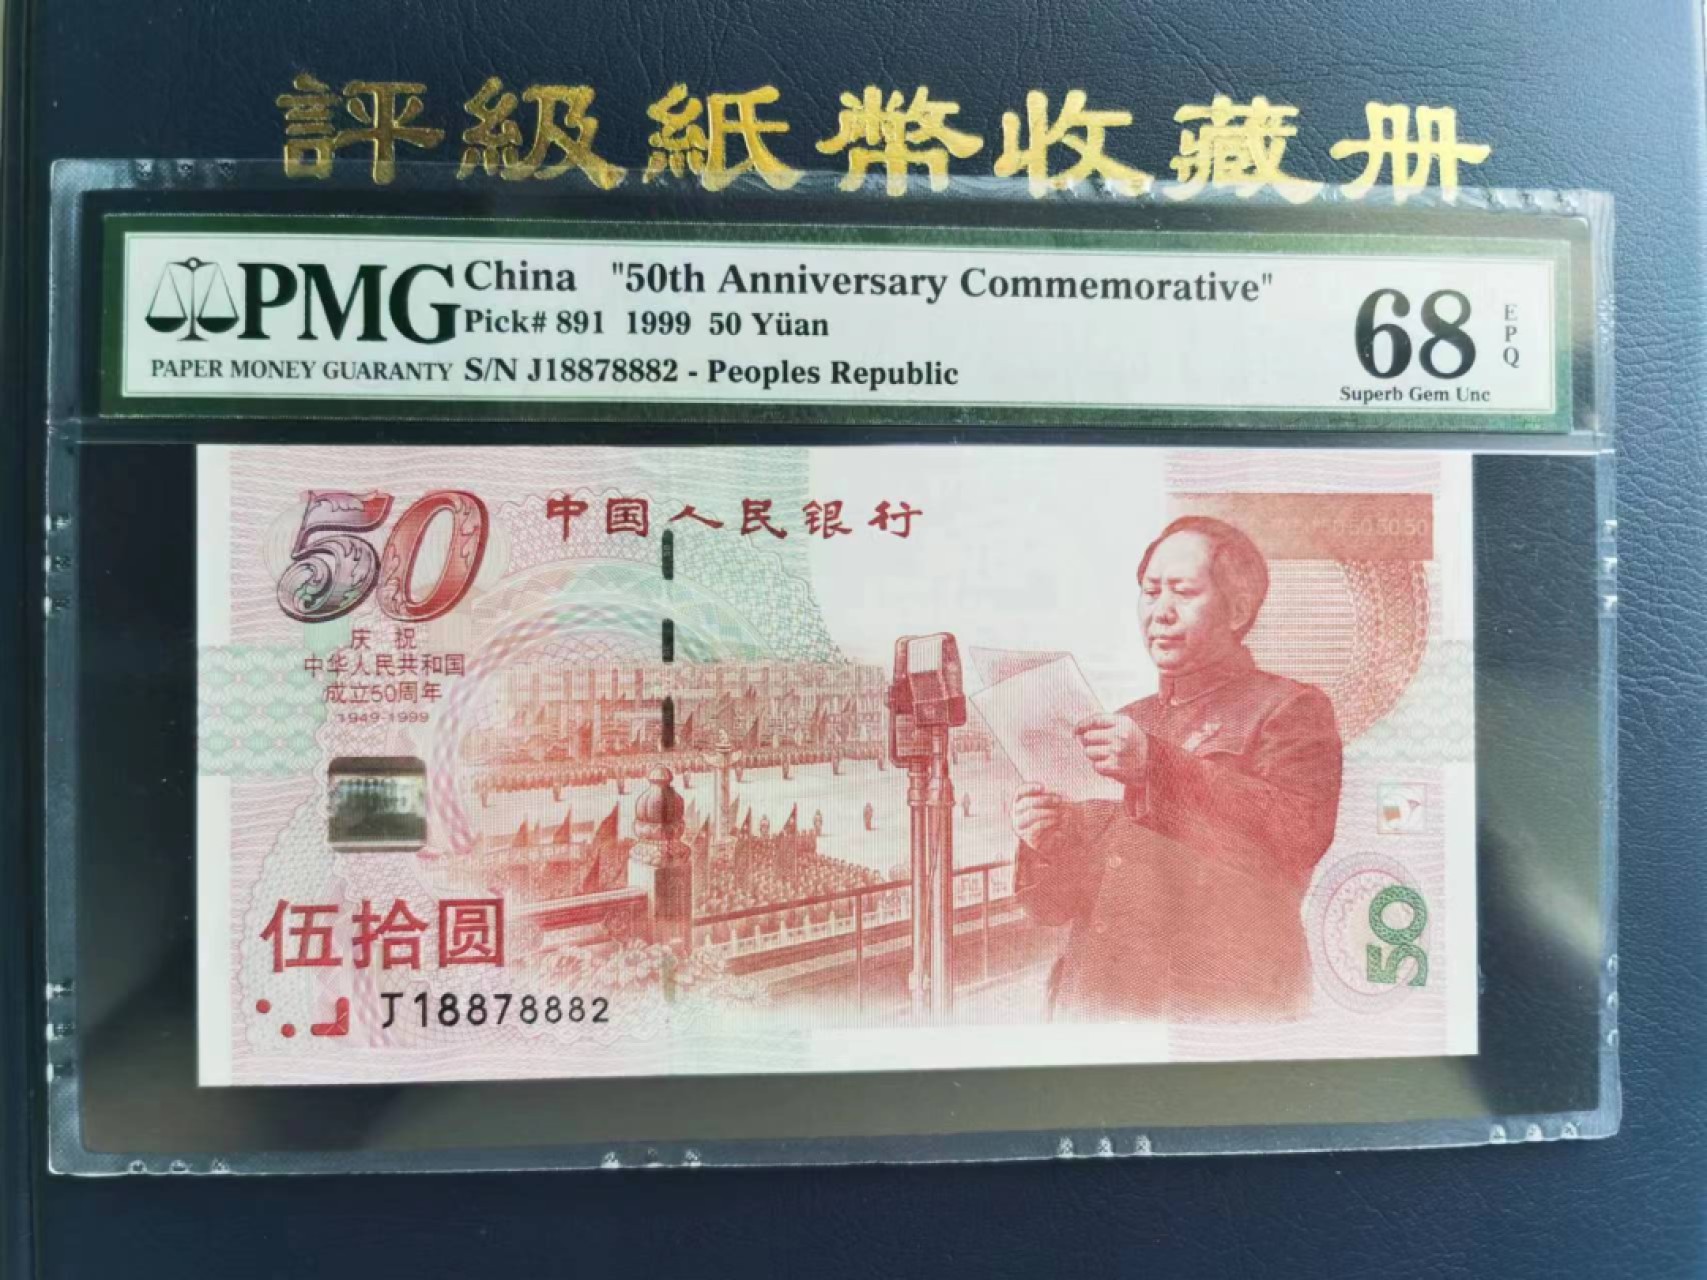 評級紙幣收藏册
PMG
PAPER MONEY GUARANTY
China "50th Anniversary Commemorative"
Pick# 891 1999 50 Yüan
S/N J18878882 - Peoples Republic
68
EPQ
Superb Gem Unc
50
中国人民银行
庆祝
中华人民共和国
成立50周年
1949-1999
伍拾圆
J18878882
50